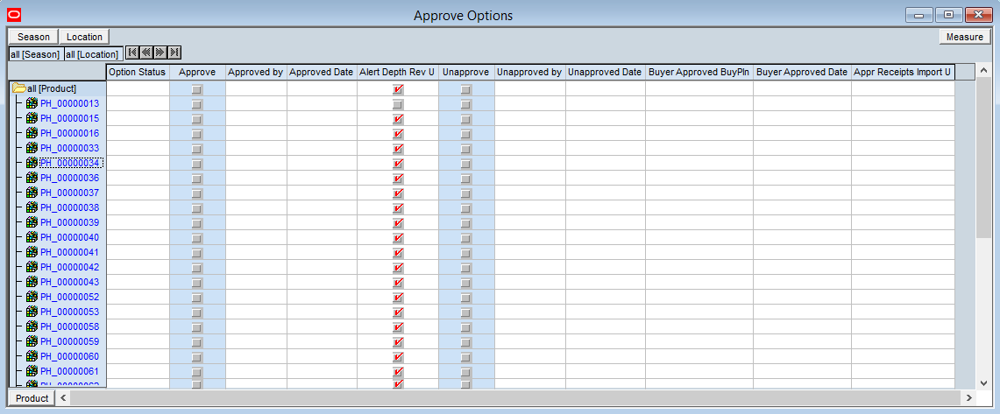 Approve Options
Season Location Measure
all [Season] all [Location]
Option Status Approve Approved by Approved Date Alert Depth Rev U Unapprove Unapproved by Unapproved Date Buyer Approved BuyPln Buyer Approved Date Appr Receipts Import U
all [Product]
PH_00000013
PH_00000015
PH_00000016
PH_00000033
PH_00000034
PH_00000036
PH_00000037
PH_00000038
PH_00000039
PH_00000040
PH_00000041
PH_00000042
PH_00000043
PH_00000052
PH_00000053
PH_00000058
PH_00000059
PH_00000060
PH_00000061
Product